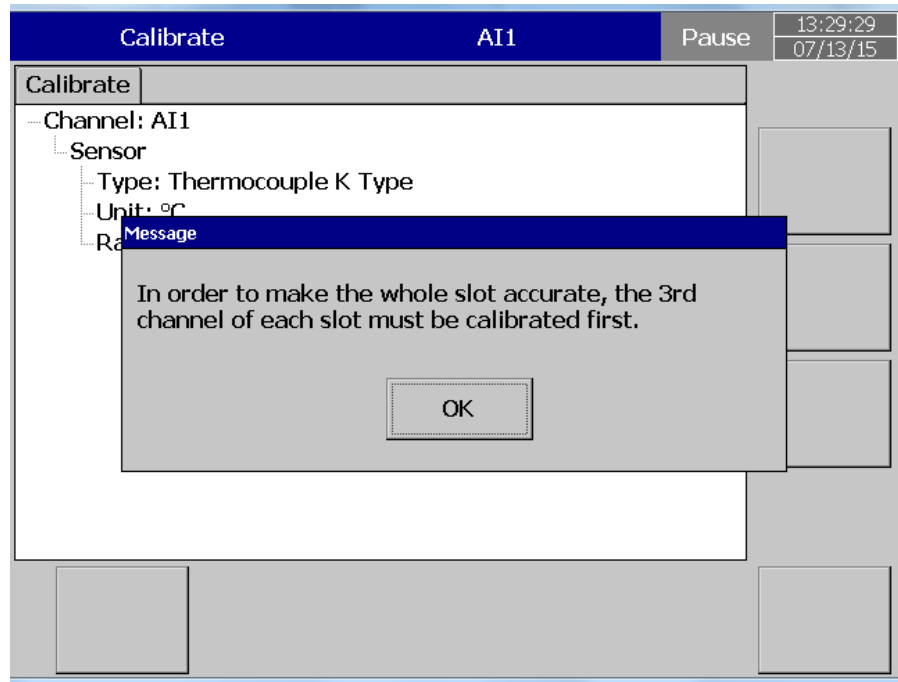 Calibrate AI1 Pause 13:29:29
07/13/15
Calibrate
Channel: AI1
Sensor
Type: Thermocouple K Type
Unit: °C
Message
In order to make the whole slot accurate, the 3rd
channel of each slot must be calibrated first.
OK